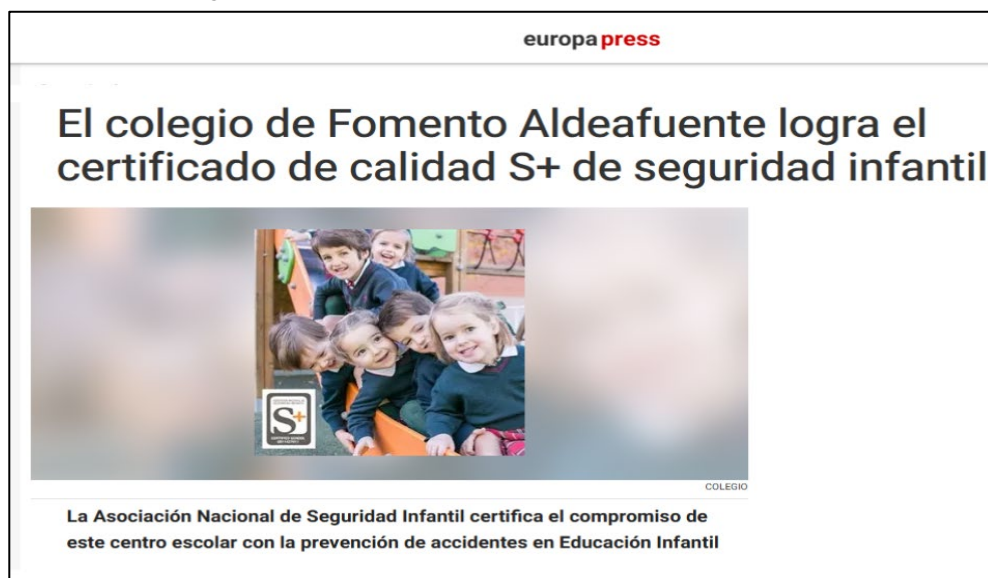 europa press
El colegio de Fomento Aldeafuente logra el
certificado de calidad S+ de seguridad infantil
S+
COLEGIO
La Asociación Nacional de Seguridad Infantil certifica el compromiso de
este centro escolar con la prevención de accidentes en Educación Infantil